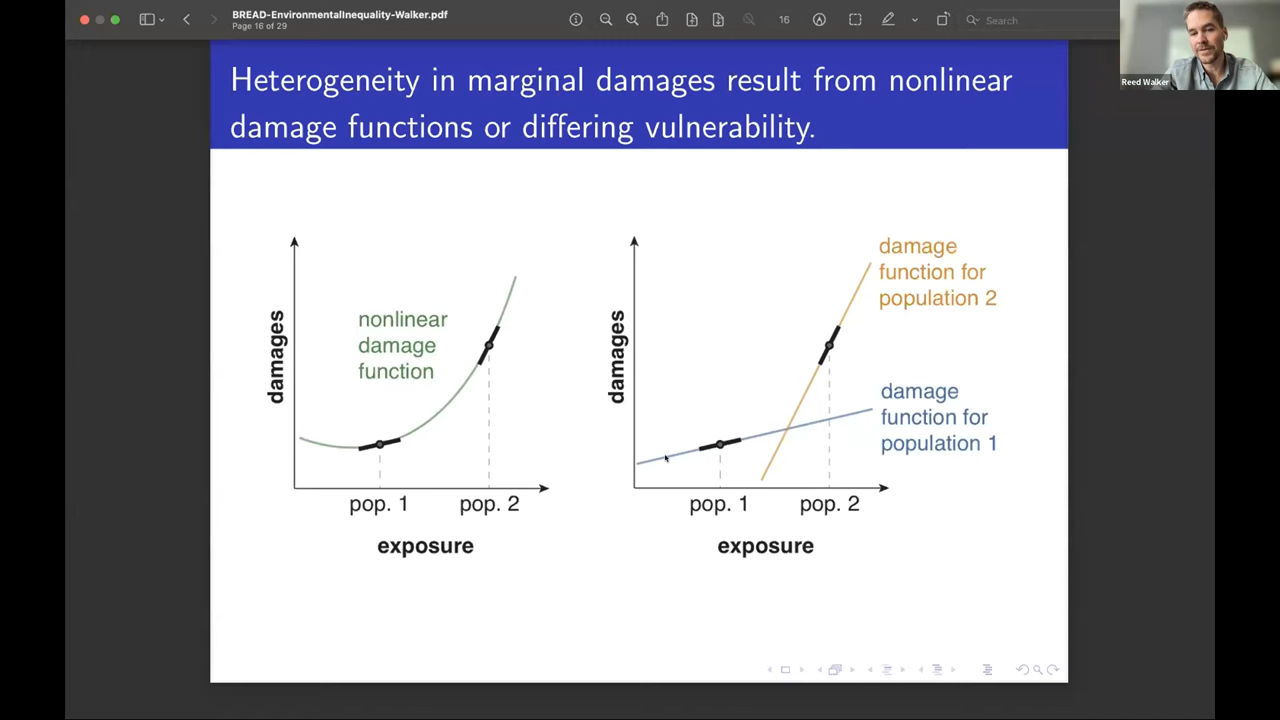 BREAD-EnvironmentalInequality-Walker.pdf
Page 16 of 29
16
Search
Reed Walker
Heterogeneity in marginal damages result from nonlinear
damage functions or differing vulnerability.
damages
nonlinear
damage
function
pop. 1
pop. 2
exposure
damages
damage
function for
population 2
damage
function for
population 1
pop. 1
pop. 2
exposure